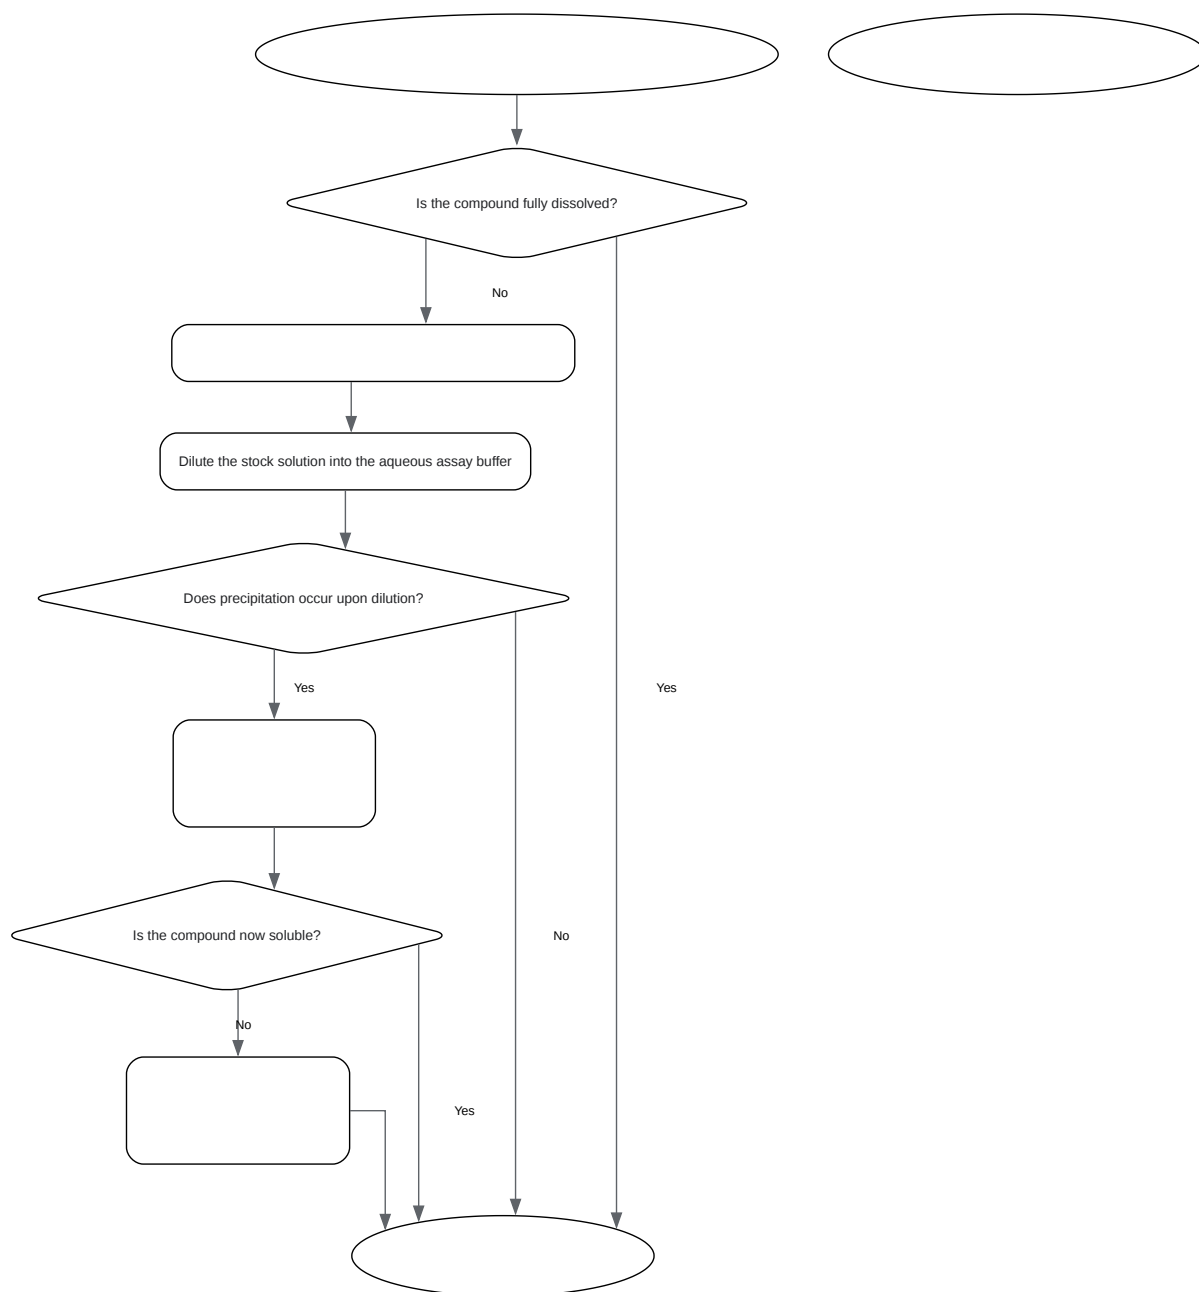 Is the compound fully dissolved?
No
Dilute the stock solution into the aqueous assay buffer
Does precipitation occur upon dilution?
Yes
Yes
Is the compound now soluble?
No
No
Yes